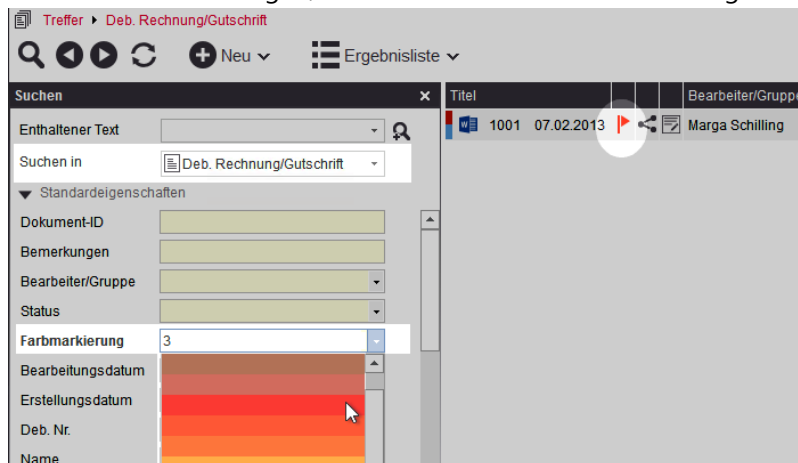 Treffer Deb. Rechnung/Gutschrift
Neu Ergebnisliste
Suchen
Enthaltener Text
Suchen in Deb. Rechnung/Gutschrift
Standardeigenschaften
Dokument-ID
Bemerkungen
Bearbeiter/Gruppe
Status
Farbmarkierung 3
Bearbeitungsdatum
Erstellungsdatum
Deb. Nr.
Name
Titel Bearbeiter/Gruppe
1001 07.02.2013 Marga Schilling